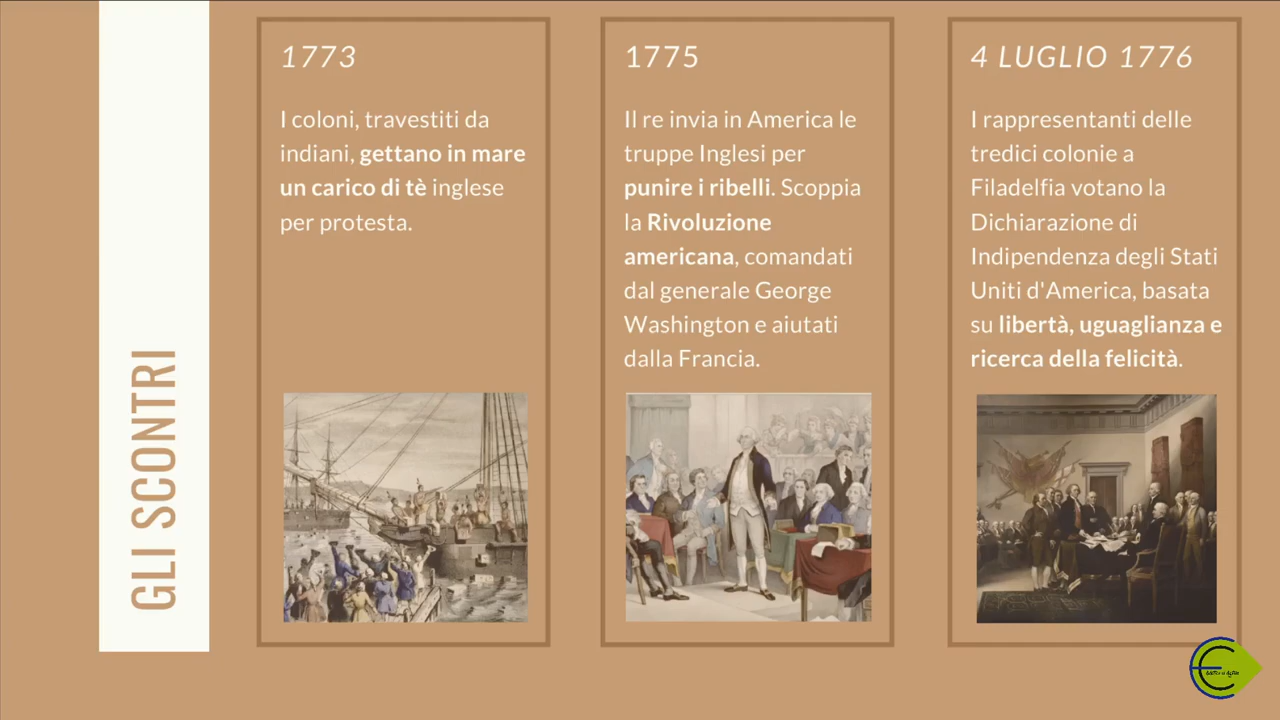 GLI SCONTRI
1773
I coloni, travestiti da
indiani, gettano in mare
un carico di tè inglese
per protesta.
1775
Il re invia in America le
truppe Inglesi per
punire i ribelli. Scoppia
la Rivoluzione
americana, comandati
dal generale George
Washington e aiutati
dalla Francia.
4 LUGLIO 1776
I rappresentanti delle
tredici colonie a
Filadelfia votano la
Dichiarazione di
Indipendenza degli Stati
Uniti d'America, basata
su libertà, uguaglianza e
ricerca della felicità.